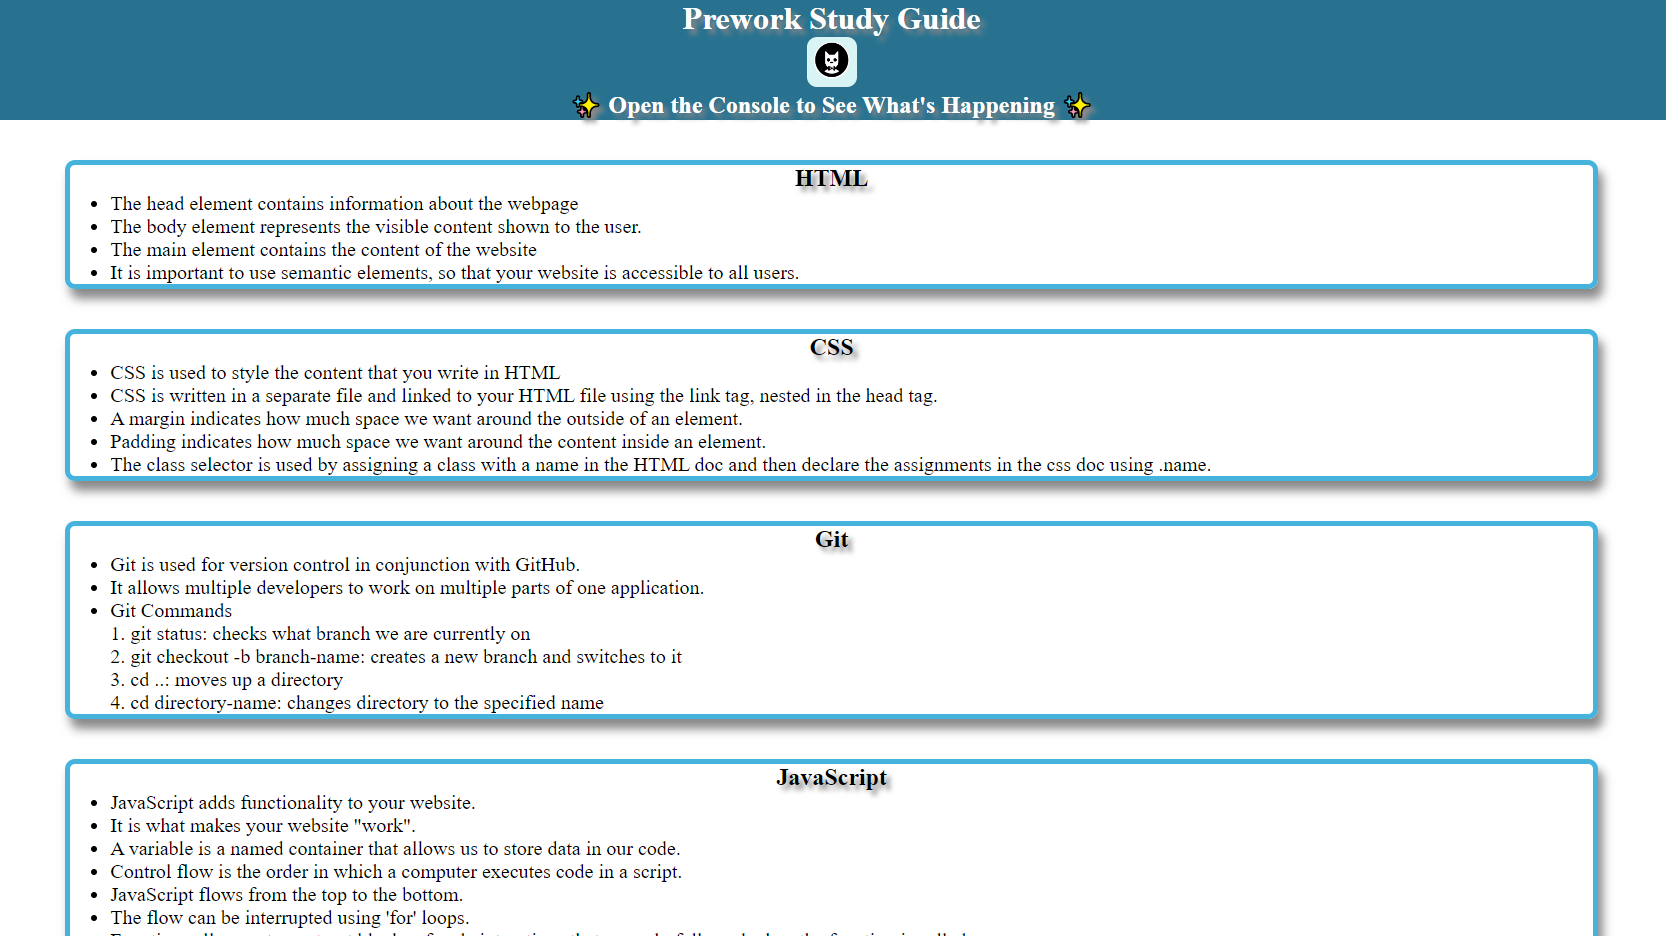 Prework Study Guide
✨ Open the Console to See What's Happening ✨
HTML
• The head element contains information about the webpage
• The body element represents the visible content shown to the user.
• The main element contains the content of the website
• It is important to use semantic elements, so that your website is accessible to all users.
CSS
• CSS is used to style the content that you write in HTML
• CSS is written in a separate file and linked to your HTML file using the link tag, nested in the head tag.
• A margin indicates how much space we want around the outside of an element.
• Padding indicates how much space we want around the content inside an element.
• The class selector is used by assigning a class with a name in the HTML doc and then declare the assignments in the css doc using .name.
Git
• Git is used for version control in conjunction with GitHub.
• It allows multiple developers to work on multiple parts of one application.
• Git Commands
1. git status: checks what branch we are currently on
2. git checkout -b branch-name: creates a new branch and switches to it
3. cd ..: moves up a directory
4. cd directory-name: changes directory to the specified name
JavaScript
• JavaScript adds functionality to your website.
• It is what makes your website "work".
• A variable is a named container that allows us to store data in our code.
• Control flow is the order in which a computer executes code in a script.
• JavaScript flows from the top to the bottom.
• The flow can be interrupted using 'for' loops.